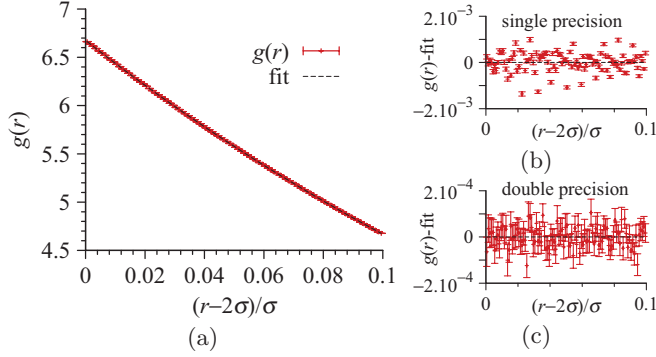 7
6.5
6
5.5
5
4.5
g(r)
g(r)
fit
0
0.02
0.04
0.06
0.08
0.1
(r−2σ)/σ
(a)
2.10⁻³
0
−2.10⁻³
g(r)-fit
single precision
0
0.1
(r−2σ)/σ
(b)
2.10⁻⁴
0
−2.10⁻⁴
g(r)-fit
double precision
0
0.1
(r−2σ)/σ
(c)